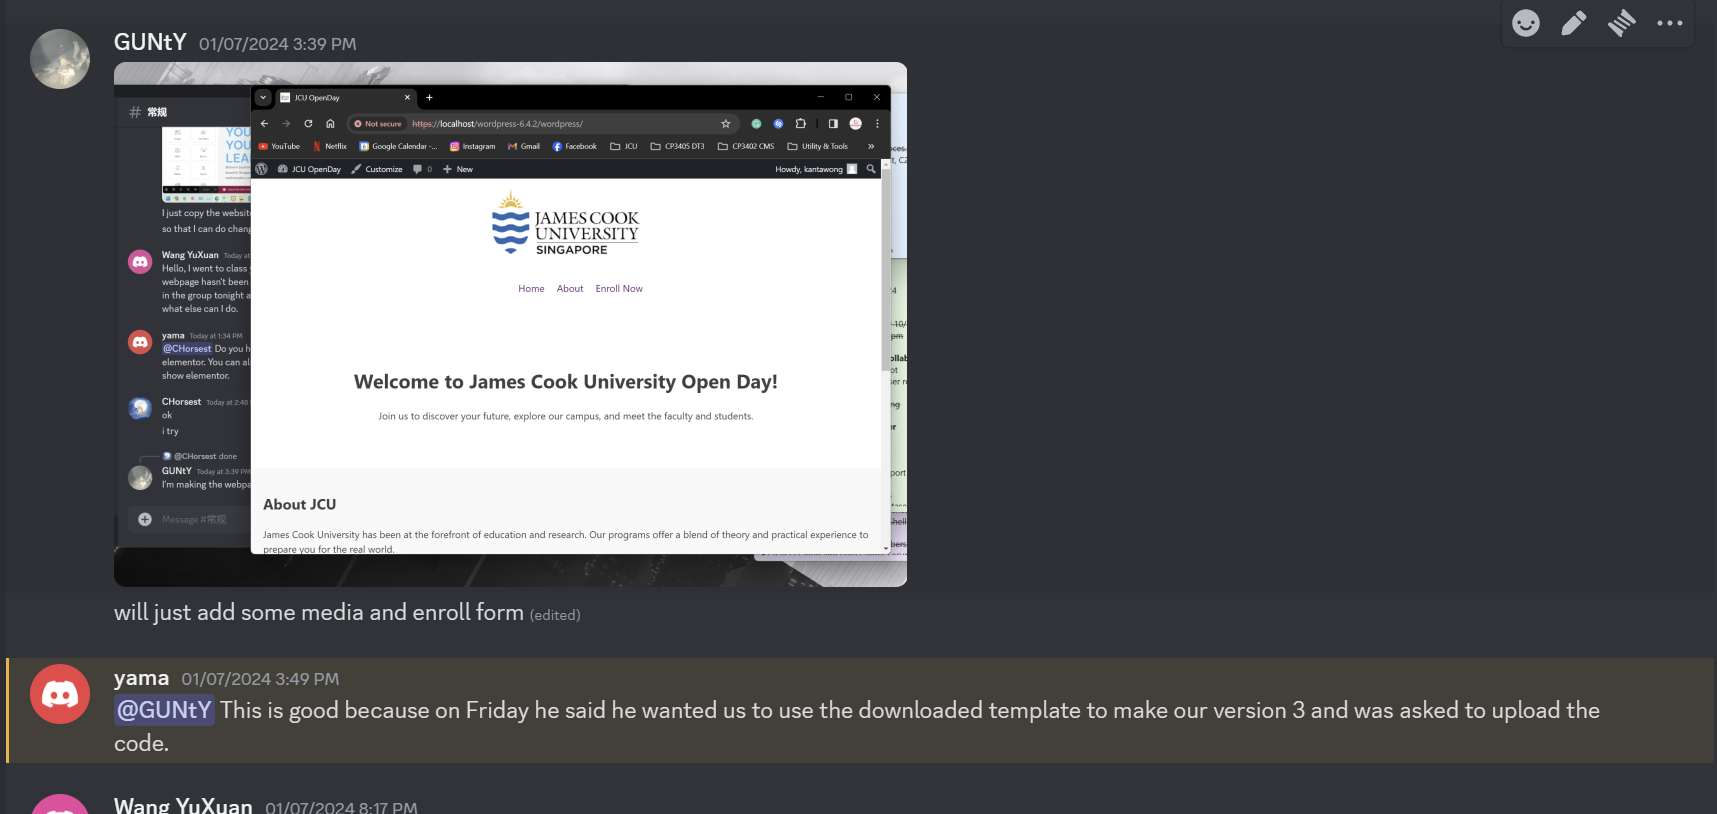 GUNtY 01/07/2024 3:39 PM
# 常规
YOU
YOU
LEA
I just copy the websit
so that I can do chang
Wang YuXuan Today at
Hello, I went to class
webpage hasn't been
in the group tonight a
what else can I do.
yama Today at 1:34 PM
@CHorsest Do you h
elementor. You can al
show elementor.
CHorsest Today at 2:48
ok
i try
@CHorsest done
GUNtY Today at 3:39 PM
I'm making the webpa
Message #常规
JCU OpenDay
Not secure https://localhost/wordpress-6.4.2/wordpress/
YouTube Netflix Google Calendar -... Instagram Gmail Facebook JCU CP3405 DT3 CP3402 CMS Utility & Tools »
JCU OpenDay Customize 0 New Howdy, kantawong
JAMES COOK
UNIVERSITY
SINGAPORE
Home About Enroll Now
Welcome to James Cook University Open Day!
Join us to discover your future, explore our campus, and meet the faculty and students.
About JCU
James Cook University has been at the forefront of education and research. Our programs offer a blend of theory and practical experience to
prepare you for the real world.
will just add some media and enroll form (edited)
yama 01/07/2024 3:49 PM
@GUNtY This is good because on Friday he said he wanted us to use the downloaded template to make our version 3 and was asked to upload the
code.
Wang YuXuan 01/07/2024 8:17 PM